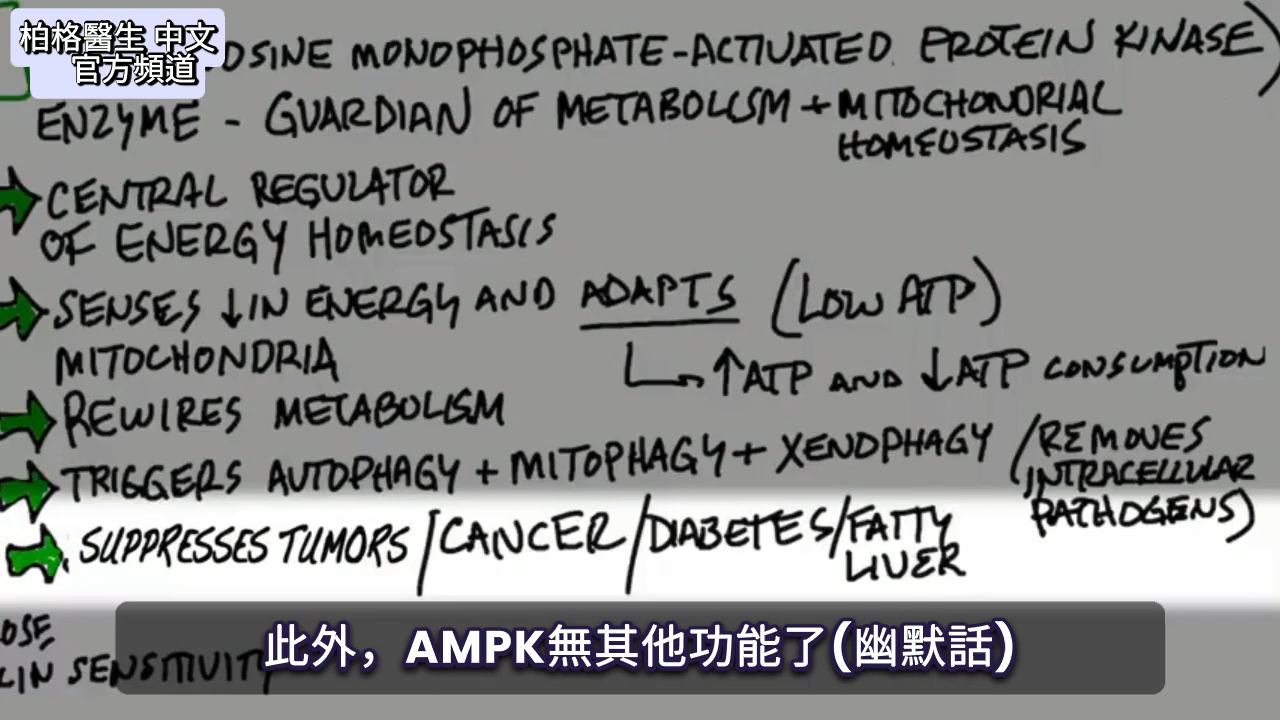 柏格醫生 中文
官方頻道
OSINE MONOPHOSPHATE-ACTIVATED PROTEIN KINASE)
ENZYME - GUARDIAN OF METABOLISM + MITOCHONDRIAL
HOMEOSTASIS
CENTRAL REGULATOR
OF ENERGY HOMEOSTASIS
SENSES ↓ IN ENERGY AND ADAPTS (LOW ATP)
MITOCHONDRIA
↑ATP AND ↓ATP CONSUMPTION
REWIRES METABOLISM
TRIGGERS AUTOPHAGY + MITOPHAGY + XENOPHAGY (REMOVES
INTRACELLULAR
PATHOGENS)
SUPPRESSES TUMORS/CANCER/DIABETES/FATTY
LIVER
OSE
LIN SENSITIVITY
此外，AMPK無其他功能了(幽默話)